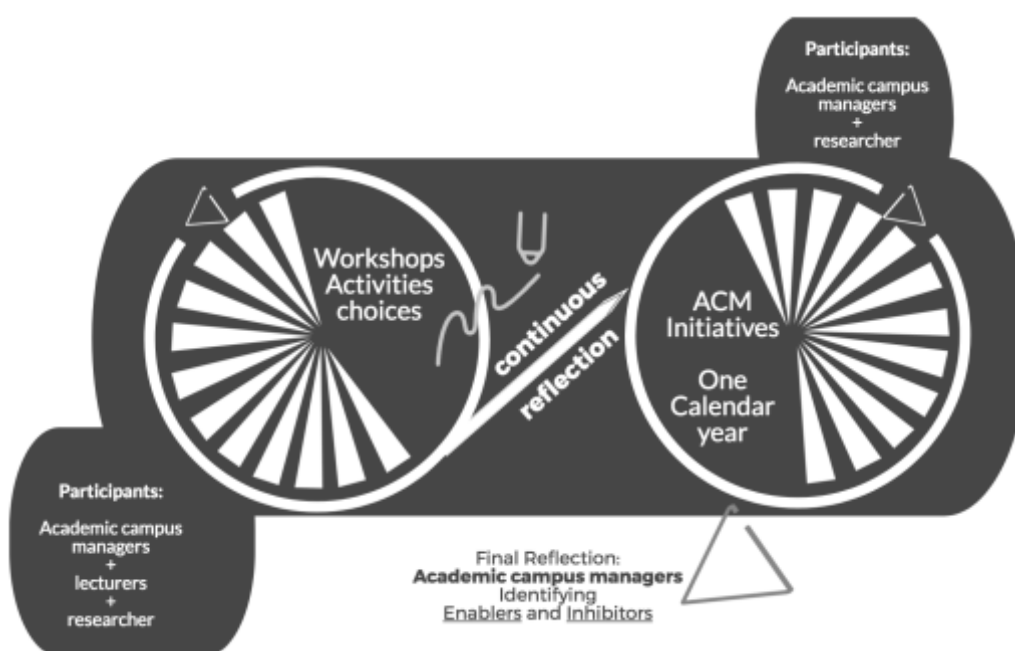 Participants:
Academic campus
managers
+
researcher
Workshops
Activities
choices
continuous
reflection
ACM
Initiatives
One
Calendar
year
Participants:
Academic campus
managers
+
lecturers
+
researcher
Final Reflection:
Academic campus managers
Identifying
Enablers and Inhibitors